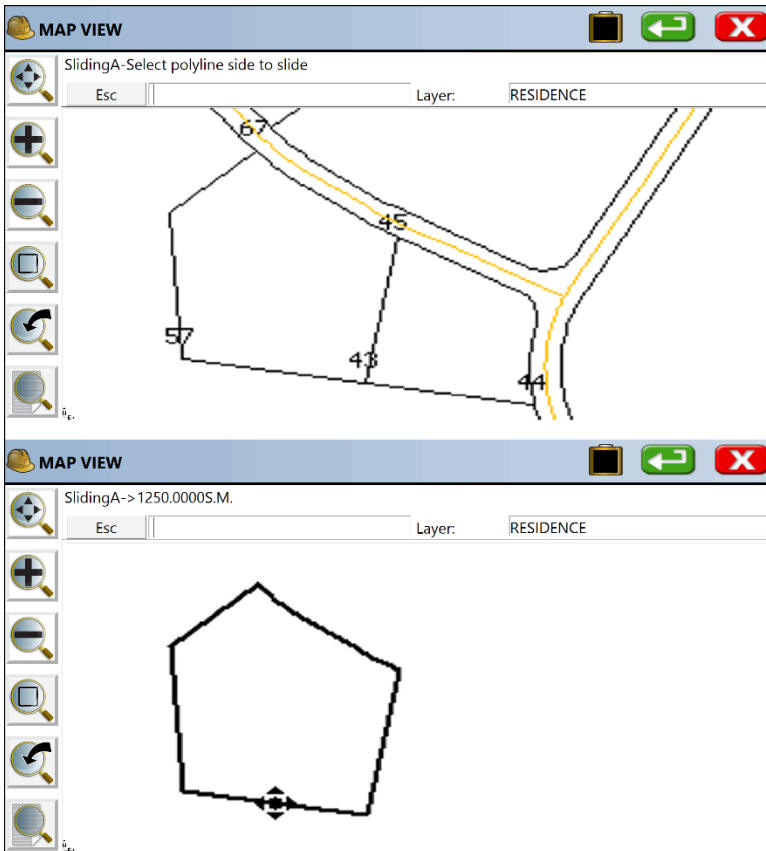 MAP VIEW
SlidingA-Select polyline side to slide
Esc
Layer:
RESIDENCE
67
45
57
43
44
MAP VIEW
SlidingA->1250.0000S.M.
Esc
Layer:
RESIDENCE